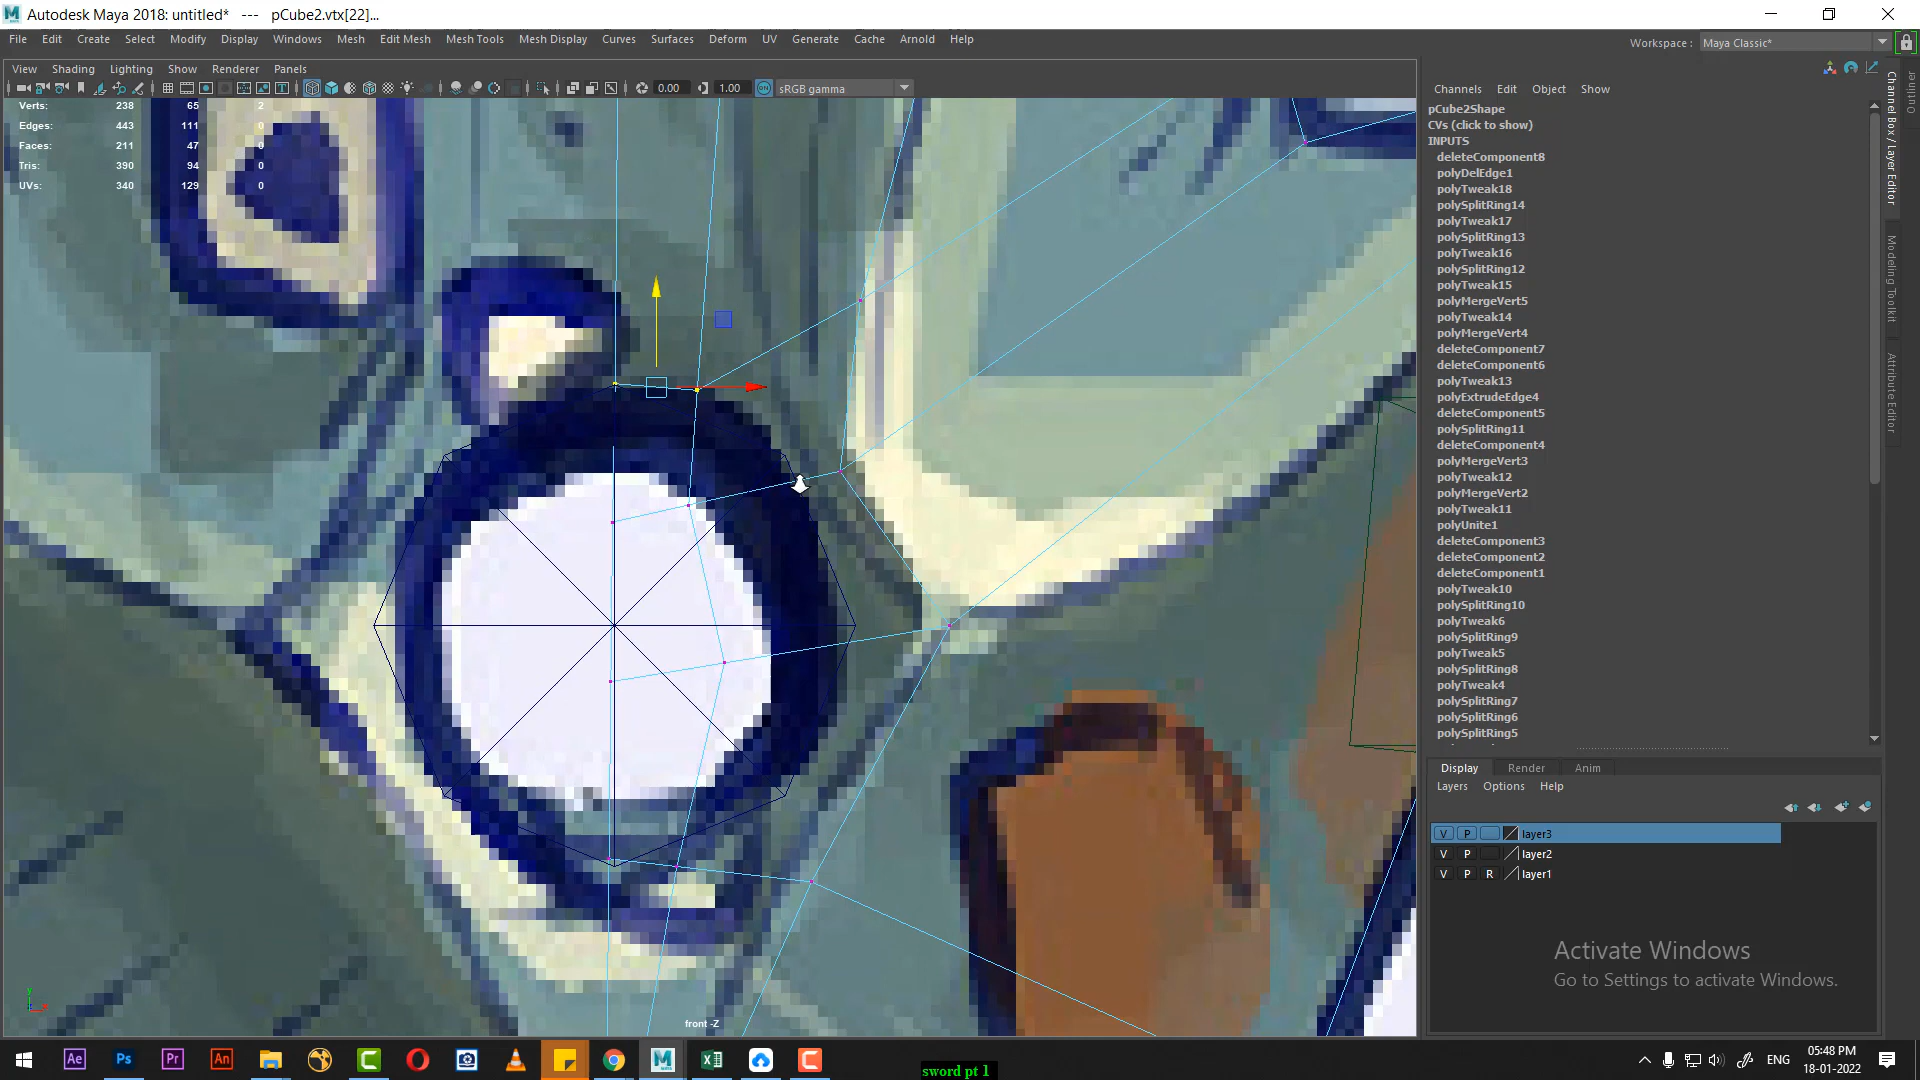 Autodesk Maya 2018: untitled*   ---   pCube2.vtx[22]...
File Edit Create Select Modify Display Windows Mesh Edit Mesh Mesh Tools Mesh Display Curves Surfaces Deform UV Generate Cache Arnold Help
Workspace : Maya Classic*
View Shading Lighting Show Renderer Panels
0.00 1.00 ON sRGB gamma
Verts: 238 65 2
Edges: 443 111 0
Faces: 211 47 0
Tris: 390 94 0
UVs: 340 129 0
front -Z
Channels Edit Object Show
pCube2Shape
CVs (click to show)
INPUTS
deleteComponent8
polyDelEdge1
polyTweak18
polySplitRing14
polyTweak17
polySplitRing13
polyTweak16
polySplitRing12
polyTweak15
polyMergeVert5
polyTweak14
polyMergeVert4
deleteComponent7
deleteComponent6
polyTweak13
polyExtrudeEdge4
deleteComponent5
polySplitRing11
deleteComponent4
polyMergeVert3
polyTweak12
polyMergeVert2
polyTweak11
polyUnite1
deleteComponent3
deleteComponent2
deleteComponent1
polyTweak10
polySplitRing10
polyTweak6
polySplitRing9
polyTweak5
polySplitRing8
polyTweak4
polySplitRing7
polySplitRing6
polySplitRing5
Display Render Anim
Layers Options Help
V P layer3
V P layer2
V P R layer1
Activate Windows
Go to Settings to activate Windows.
Outliner
Channel Box / Layer Editor
Modeling Toolkit
Attribute Editor
Ae Ps Pr An
sword pt 1
ENG
05:48 PM
18-01-2022